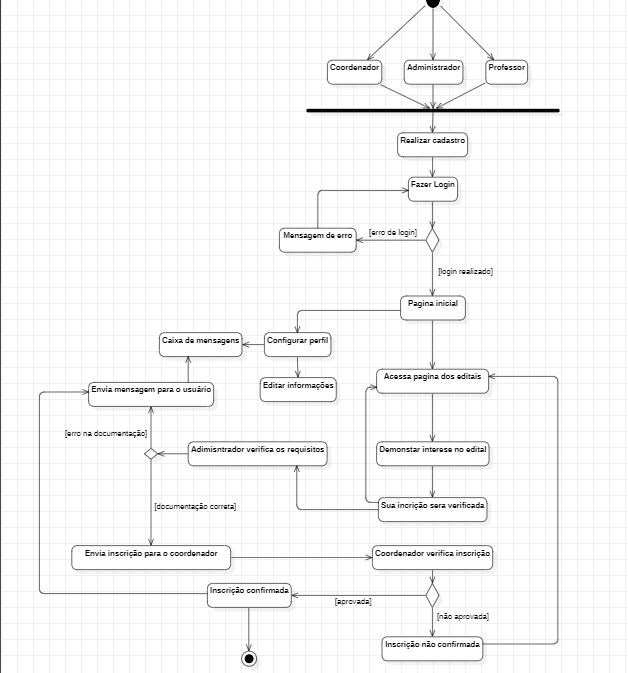 Coordenador
Administrador
Professor
Realizar cadastro
Fazer Login
Mensagem de erro
[erro de login]
[login realizado]
Pagina inicial
Caixa de mensagens
Configurar perfil
Editar informações
Acessa pagina dos editais
Envia mensagem para o usuário
[erro na documentação]
Adimisntrador verifica os requisitos
Demonstar interese no edital
[documentação correta]
Sua incrição sera verificada
Envia inscrição para o coordenador
Coordenador verifica inscrição
Inscrição confirmada
[aprovada]
[não aprovada]
Inscrição não confirmada